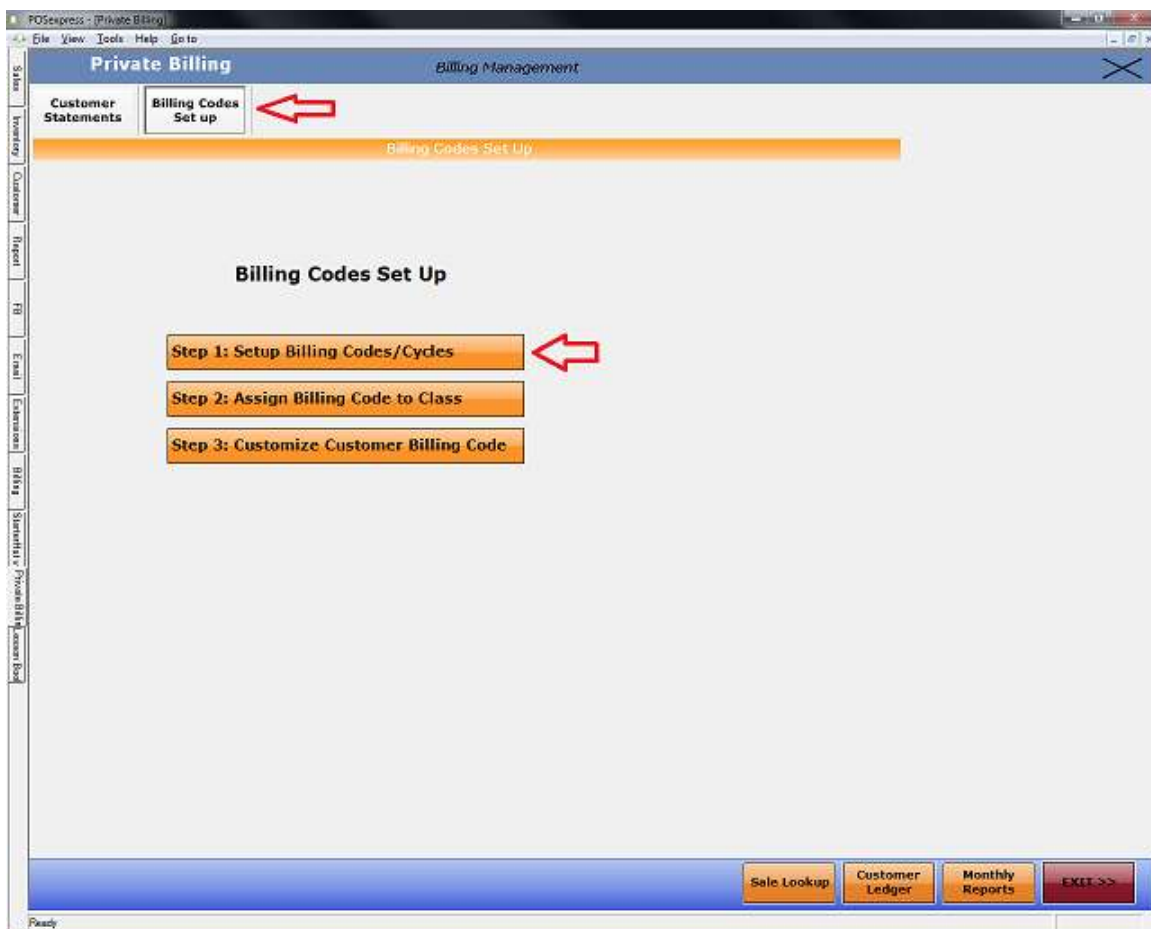 POSexpress - [Private Billing]
File View Tools Help Go to
Private Billing
Billing Management
Customer
Statements
Billing Codes
Set up
Billing Codes Set Up
Billing Codes Set Up
Step 1: Setup Billing Codes/Cycles
Step 2: Assign Billing Code to Class
Step 3: Customize Customer Billing Code
Sales
Inventory
Customer
Report
FB
Email
Extensions
Billing
Private Billin
Sale Lookup
Customer
Ledger
Monthly
Reports
EXIT >>
Ready